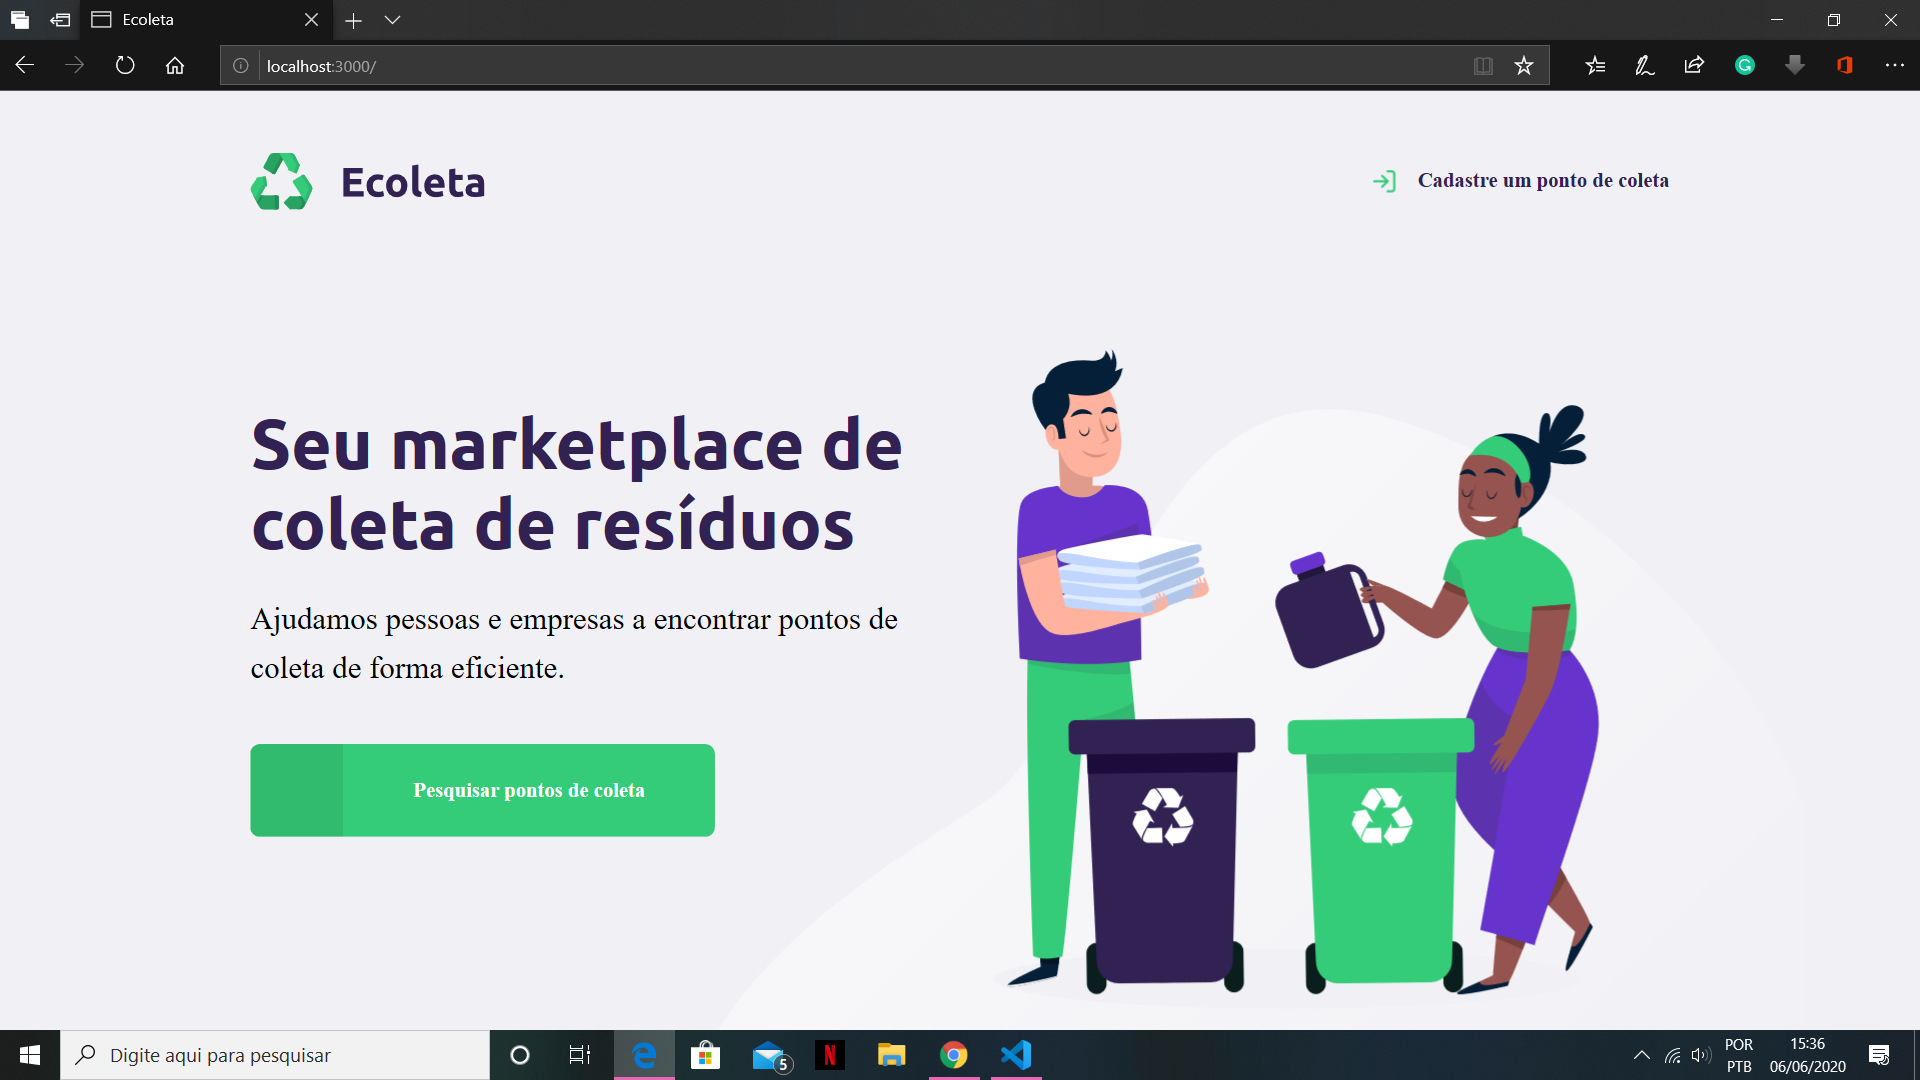 Ecoleta
localhost:3000/
Ecoleta
Cadastre um ponto de coleta
Seu marketplace de
coleta de resíduos
Ajudamos pessoas e empresas a encontrar pontos de
coleta de forma eficiente.
Pesquisar pontos de coleta
Digite aqui para pesquisar
5
N
POR
PTB
15:36
06/06/2020